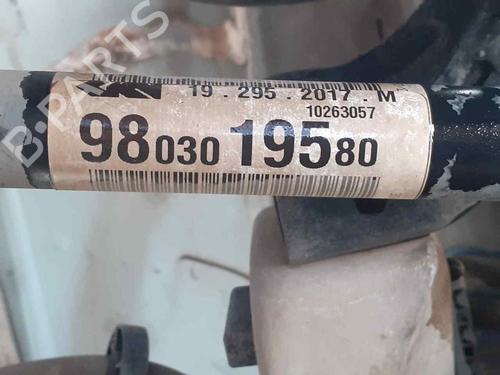 B-PARTS
19 . 295 . 2017 . M
10263057
98 030 195 80